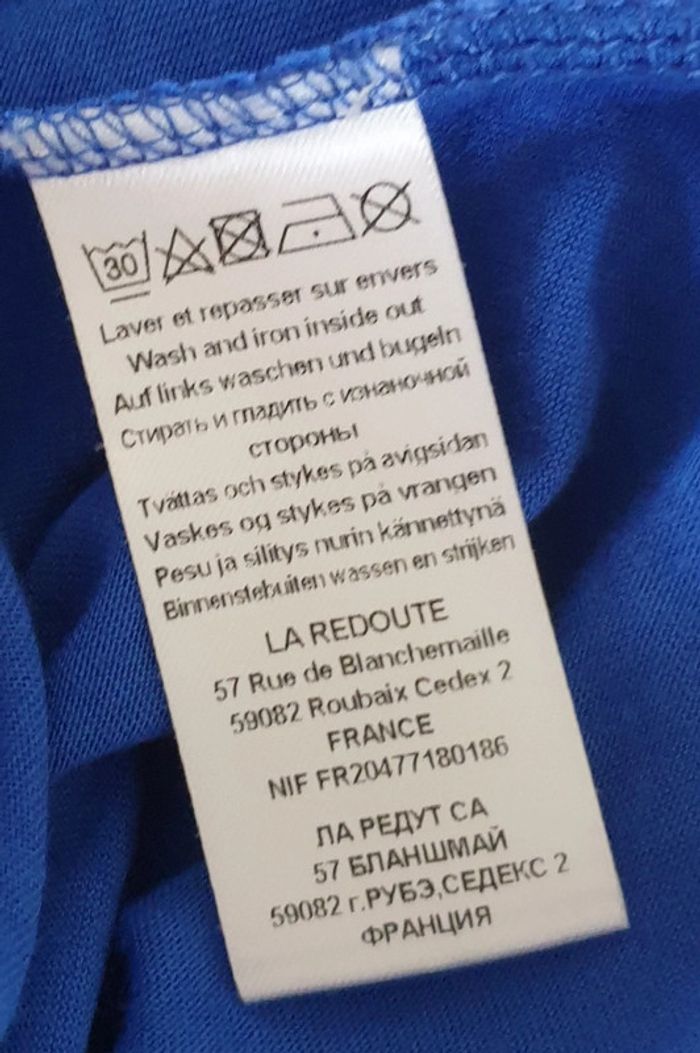 30
Laver et repasser sur envers
Wash and iron inside out
Auf links waschen und bugeln
Стирать и гладить с изнаночной
стороны
Tvättas och stykes på avigsidan
Vaskes og stykes på vrangen
Pesu ja silitys nurin kännettynä
Binnenstebuiten wassen en strijken
LA REDOUTE
57 Rue de Blanchemaille
59082 Roubaix Cedex 2
FRANCE
NIF FR20477180186
ЛА РЕДУТ СА
57 БЛАНШМАЙ
59082 г.РУБЭ,СЕДЕКС 2
ФРАНЦИЯ